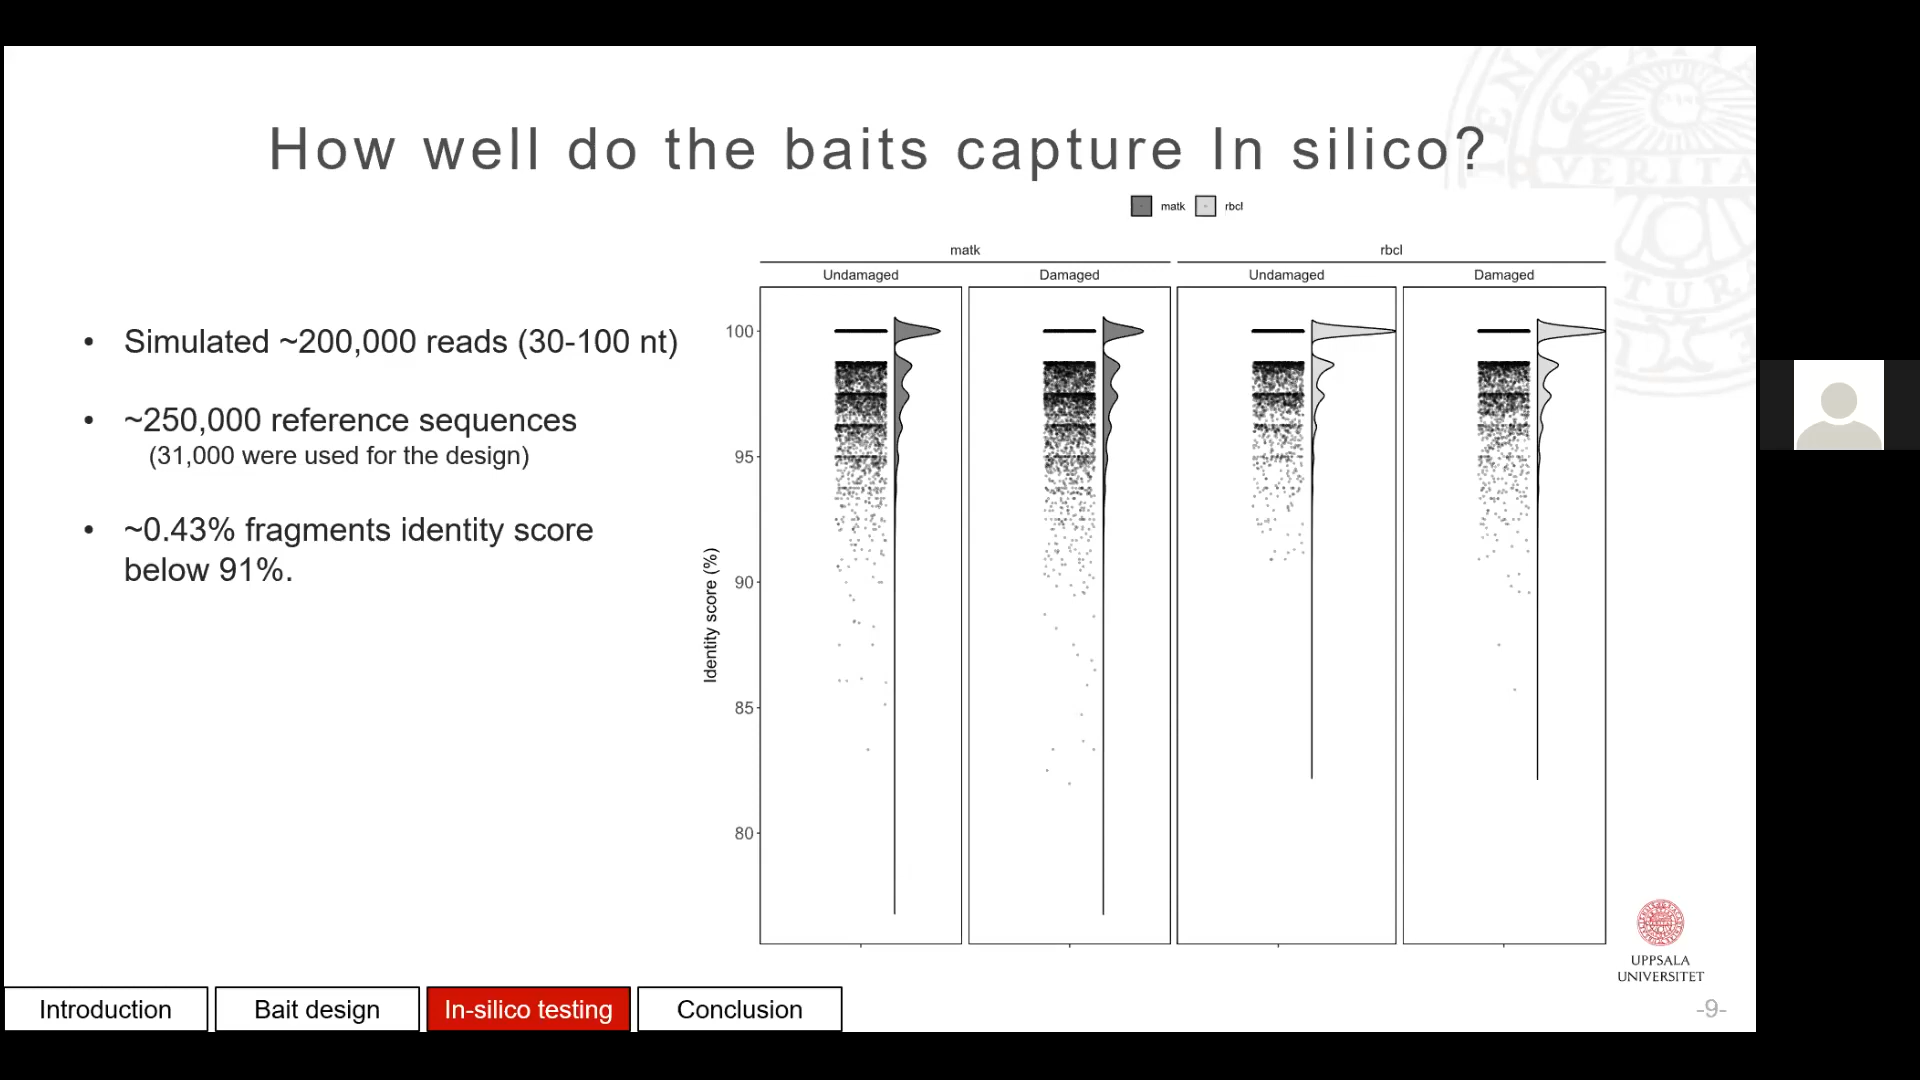 How well do the baits capture In silico?
matk rbcl
matk rbcl
Undamaged Damaged Undamaged Damaged
• Simulated ~200,000 reads (30-100 nt)
• ~250,000 reference sequences
(31,000 were used for the design)
• ~0.43% fragments identity score
below 91%.
Identity score (%)
100
95
90
85
80
UPPSALA
UNIVERSITET
Introduction Bait design In-silico testing Conclusion
-9-